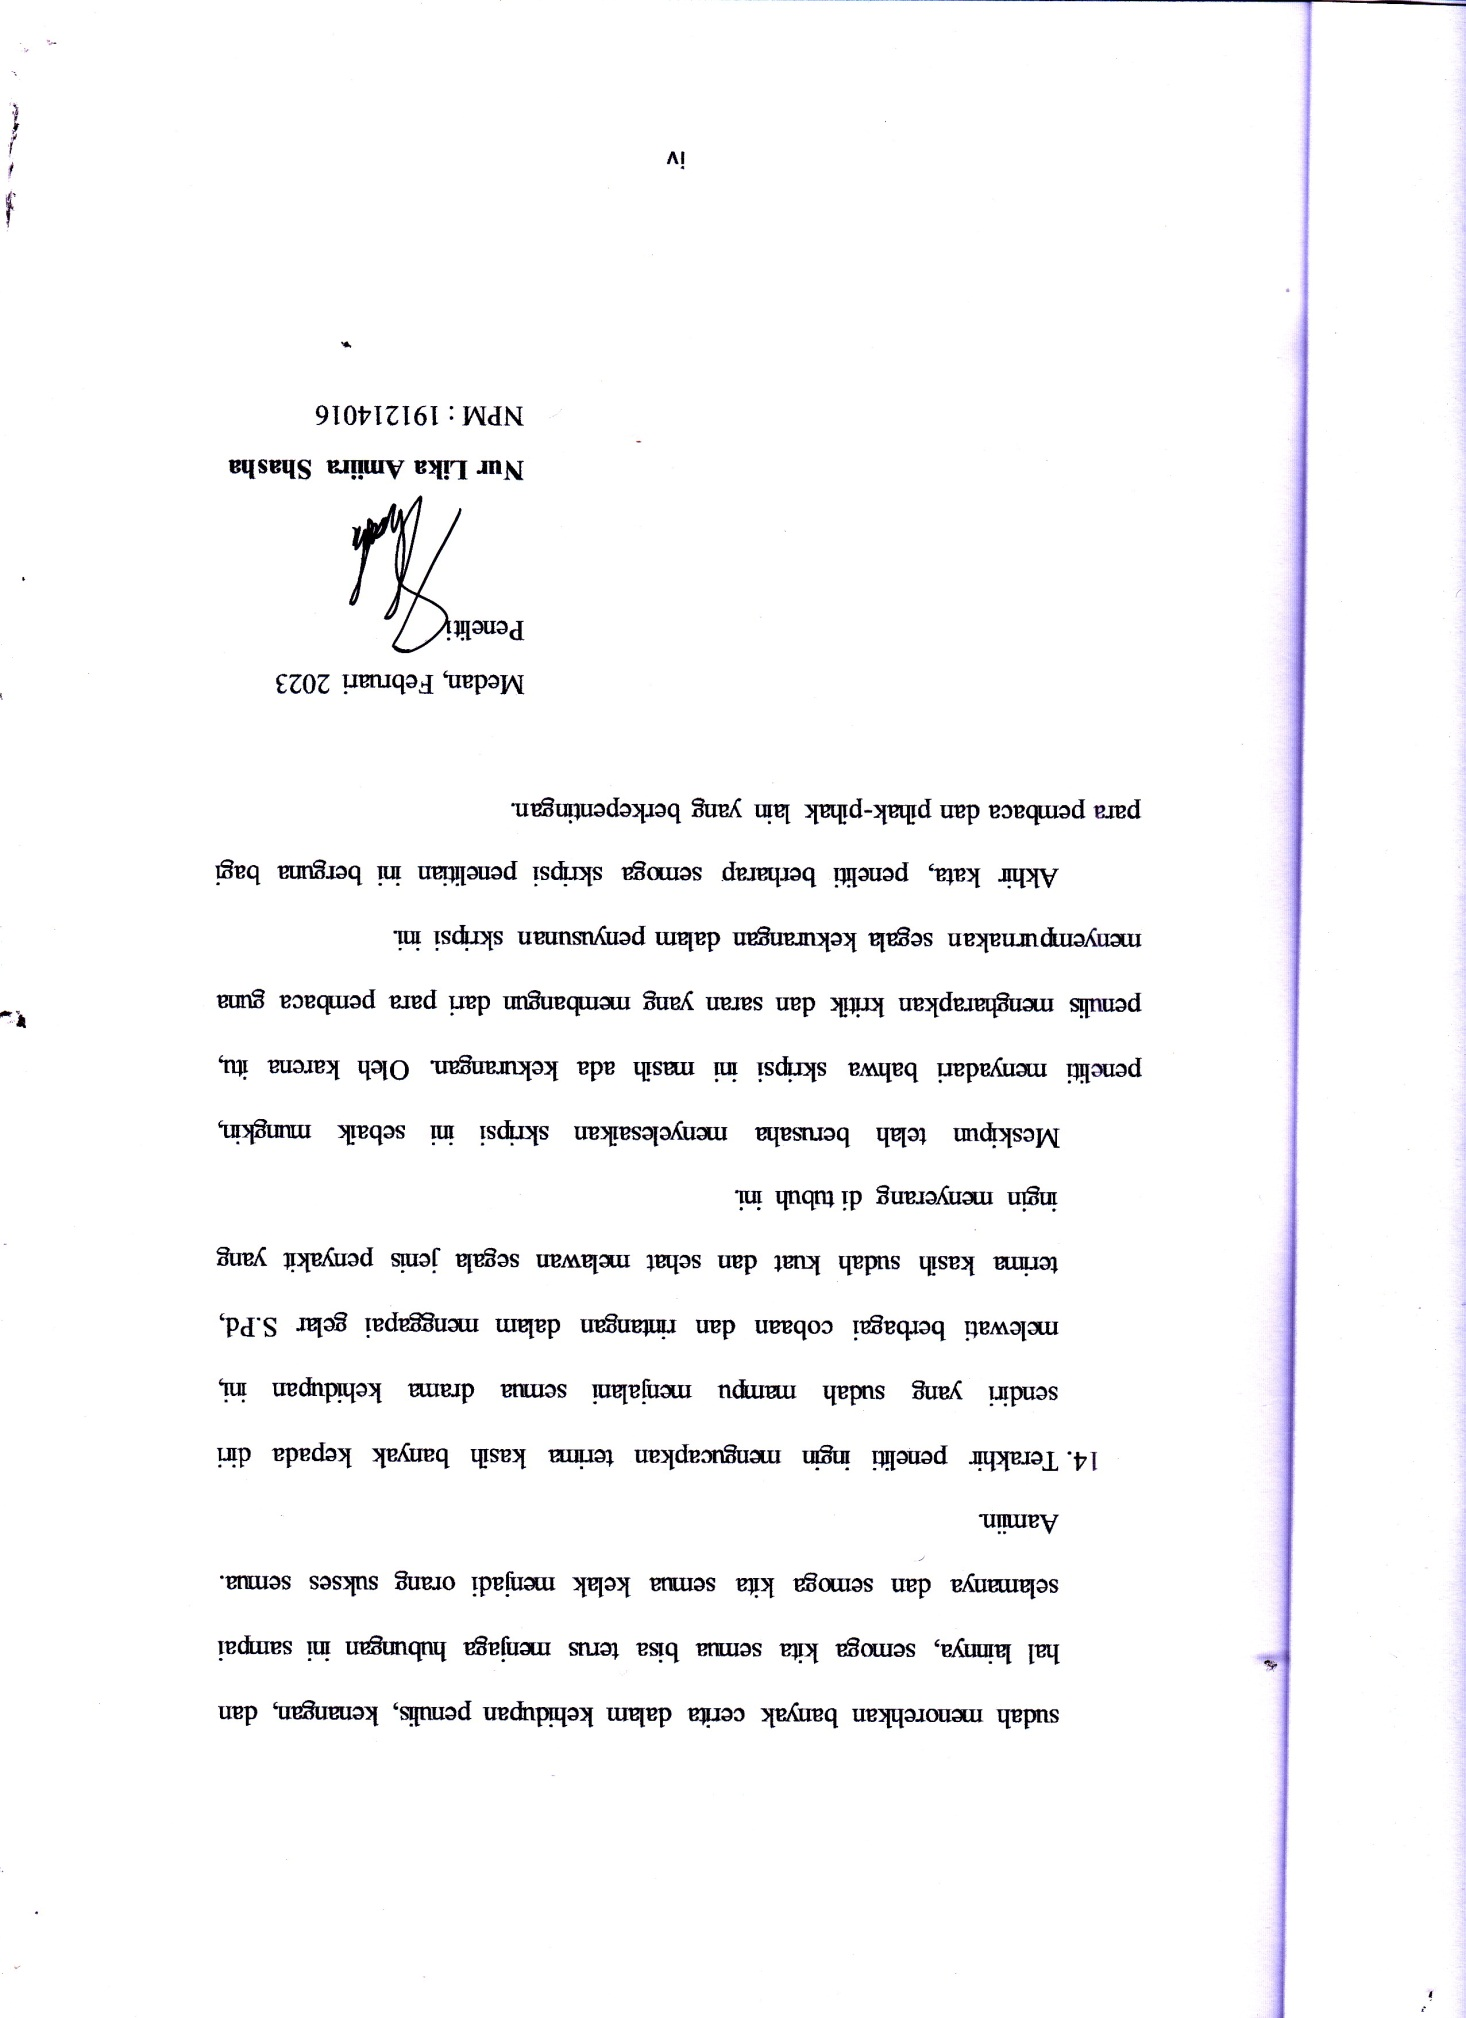 sudah menorehkan banyak cerita dalam kehidupan penulis, kenangan, dan
hal lainnya, semoga kita semua bisa terus menjaga hubungan ini sampai
selamanya dan semoga kita semua kelak menjadi orang sukses semua.
Aamiin.
14. Terakhir peneliti ingin mengucapkan terima kasih banyak kepada diri
sendiri yang sudah mampu menjalani semua drama kehidupan ini,
melewati berbagai cobaan dan rintangan dalam menggapai gelar S.Pd,
terima kasih sudah kuat dan sehat melawan segala jenis penyakit yang
ingin menyerang di tubuh ini.
Meskipun telah berusaha menyelesaikan skripsi ini sebaik mungkin,
peneliti menyadari bahwa skripsi ini masih ada kekurangan. Oleh karena itu,
penulis mengharapkan kritik dan saran yang membangun dari para pembaca guna
menyempurnakan segala kekurangan dalam penyusunan skripsi ini.
Akhir kata, peneliti berharap semoga skripsi penelitian ini berguna bagi
para pembaca dan pihak-pihak lain yang berkepentingan.
Medan, Februari 2023
Peneliti
Nur Lika Amiira Shasha
NPM : 191214016
iv